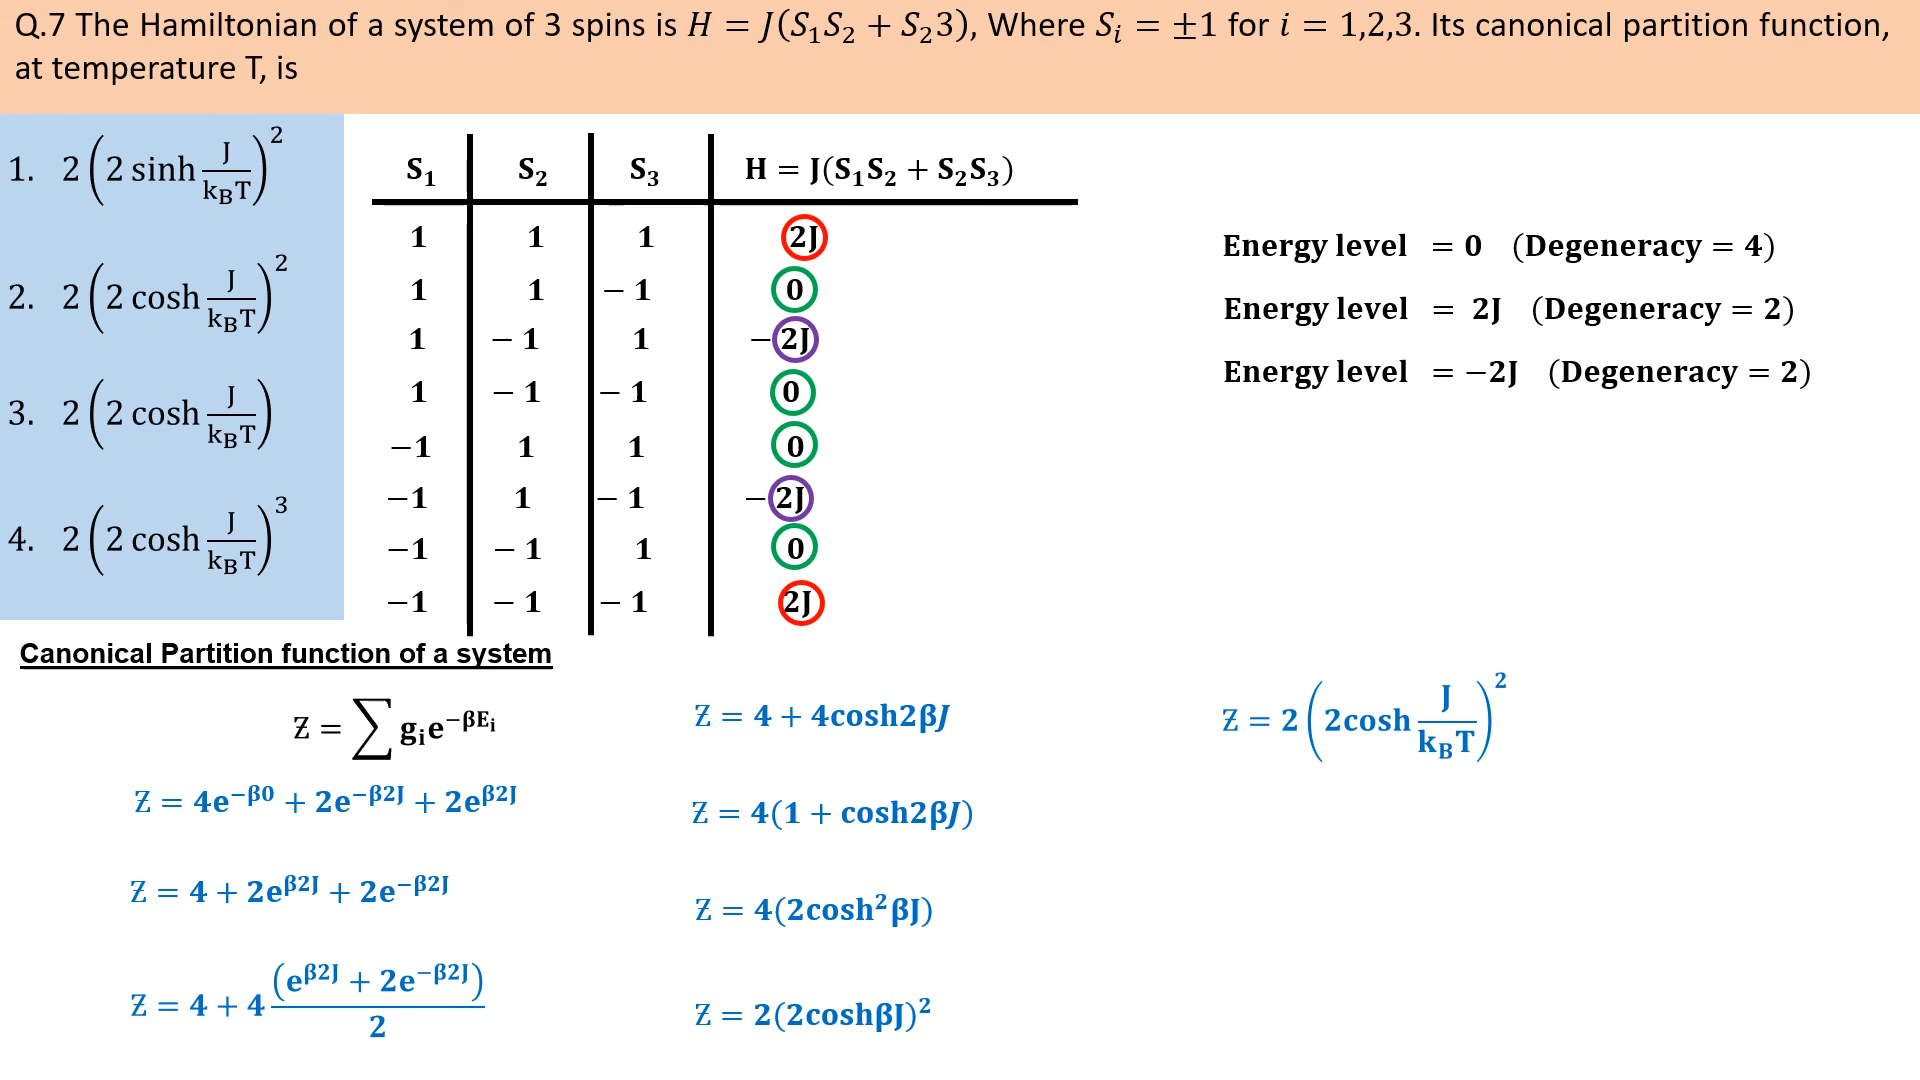 Q.7 The Hamiltonian of a system of 3 spins is H = J(S₁S₂ + S₂3), Where Sᵢ = ±1 for i = 1,2,3. Its canonical partition function,
at temperature T, is
1. 2(2 sinh J/(k_BT))²
2. 2(2 cosh J/(k_BT))²
3. 2(2 cosh J/(k_BT))
4. 2(2 cosh J/(k_BT))³
S₁ S₂ S₃ H = J(S₁S₂ + S₂S₃)
1 1 1 2J
1 1 −1 0
1 −1 1 −2J
1 −1 −1 0
−1 1 1 0
−1 1 −1 −2J
−1 −1 1 0
−1 −1 −1 2J
Energy level = 0 (Degeneracy = 4)
Energy level = 2J (Degeneracy = 2)
Energy level = −2J (Degeneracy = 2)
Canonical Partition function of a system
Ƶ = ∑ gᵢe^(−βEᵢ)
Ƶ = 4e^(−β0) + 2e^(−β2J) + 2e^(β2J)
Ƶ = 4 + 2e^(β2J) + 2e^(−β2J)
Ƶ = 4 + 4 (e^(β2J) + 2e^(−β2J))/2
Ƶ = 4 + 4cosh2βJ
Ƶ = 4(1 + cosh2βJ)
Ƶ = 4(2cosh²βJ)
Ƶ = 2(2coshβJ)²
Ƶ = 2(2cosh J/(k_BT))²